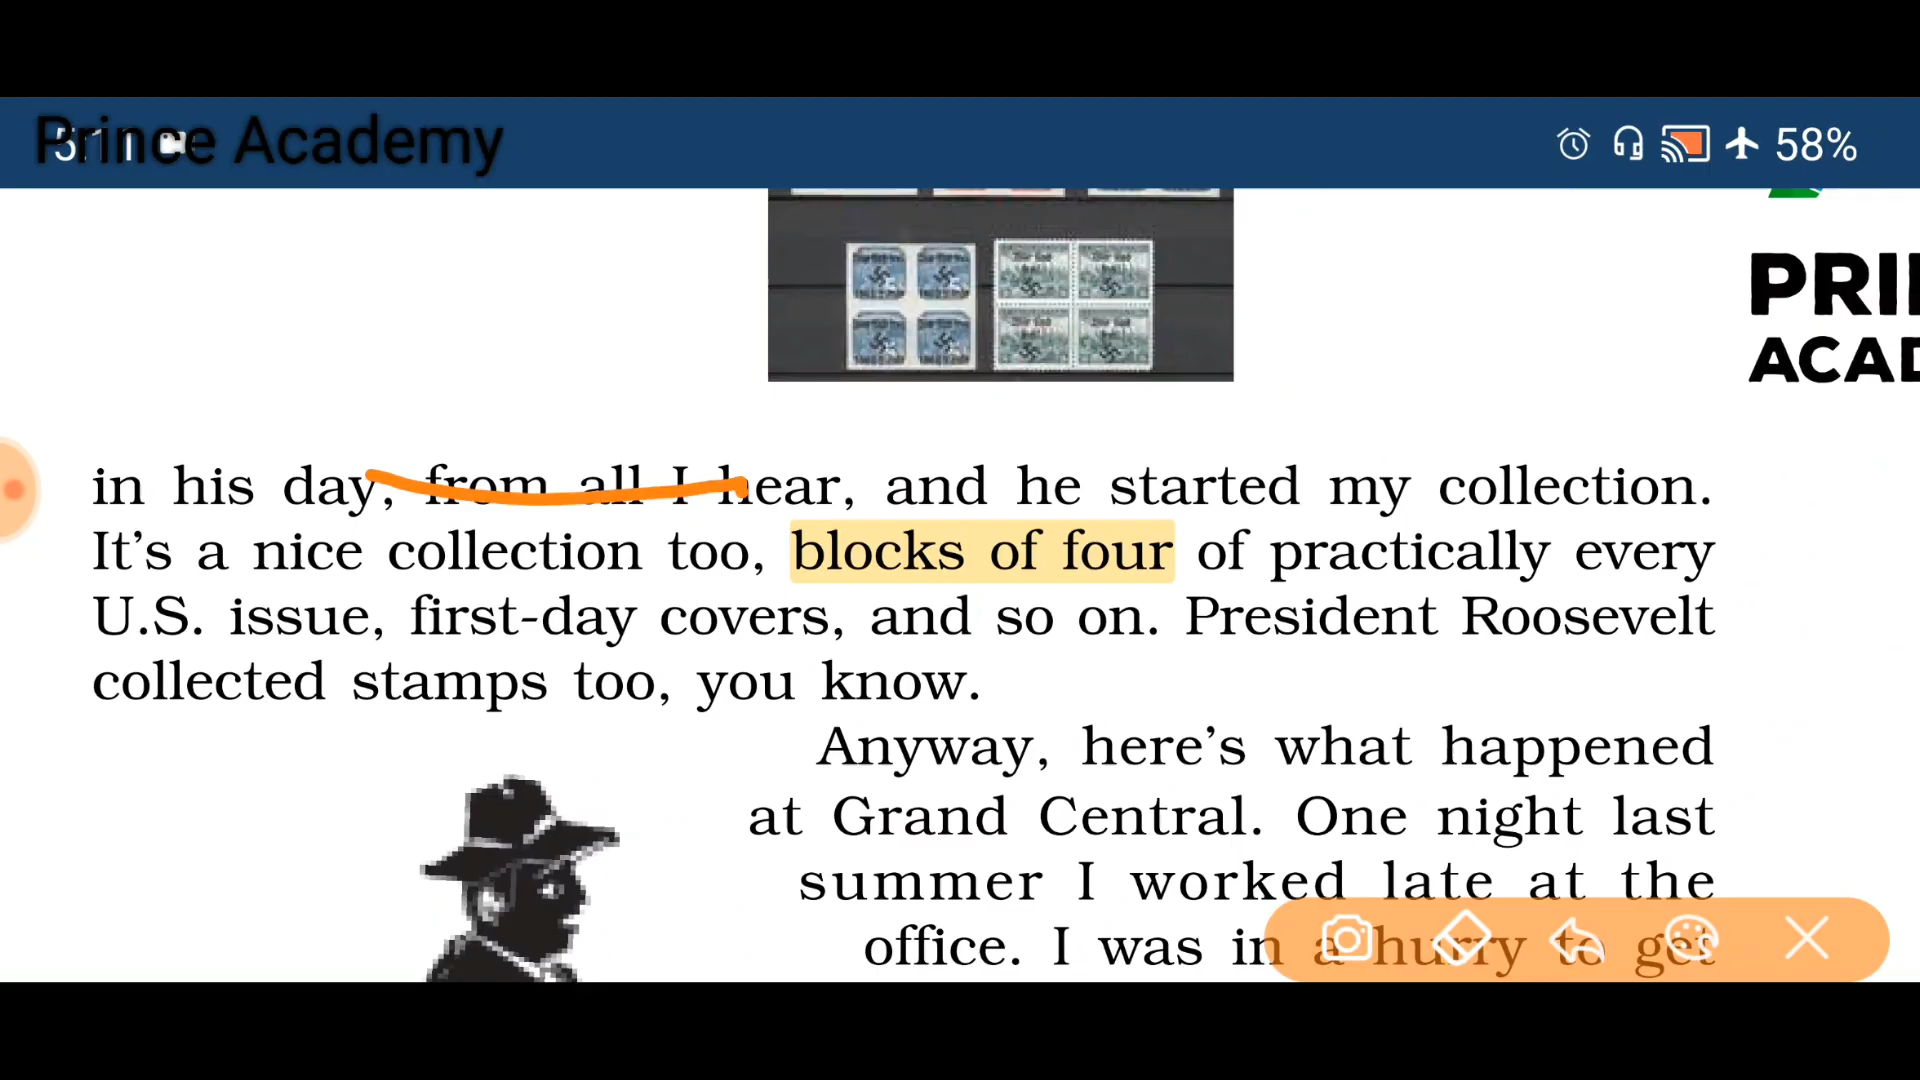 Prince Academy
58%
PRI
ACAD
in his day, from all I hear, and he started my collection.
It's a nice collection too, blocks of four of practically every
U.S. issue, first-day covers, and so on. President Roosevelt
collected stamps too, you know.
Anyway, here's what happened
at Grand Central. One night last
summer I worked late at the
office. I was in a hurry to get